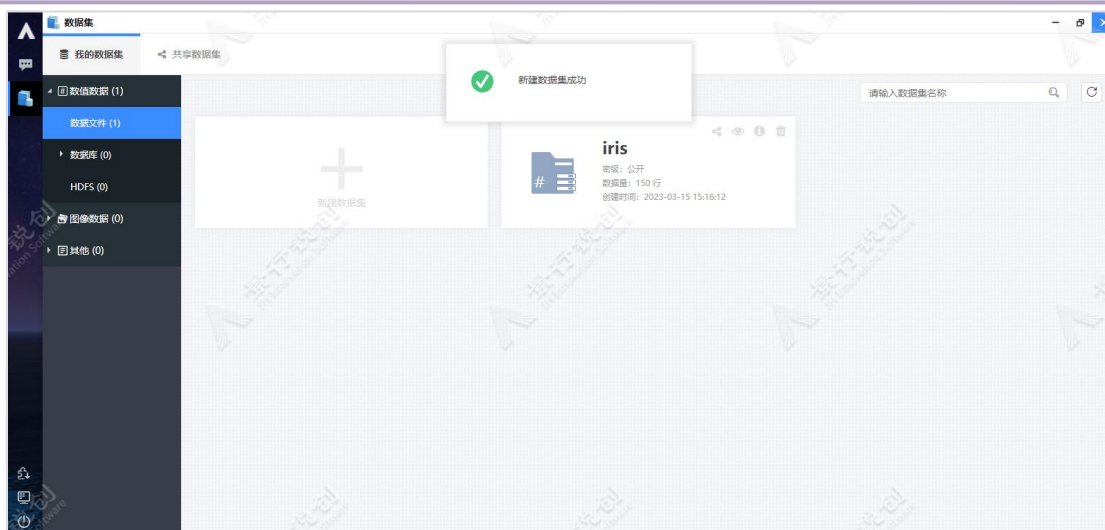 数据集
我的数据集
共享数据集
新建数据集成功
数值数据 (1)
请输入数据集名称
数据文件 (1)
数据库 (0)
HDFS (0)
图像数据 (0)
其他 (0)
新建数据集
#
iris
密级：公开
数据量：150 行
创建时间：2023-03-15 15:16:12